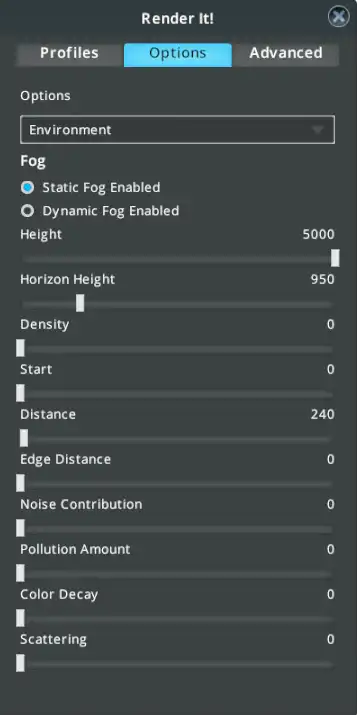 Render It!
Profiles Options Advanced
Options
Environment
Fog
Static Fog Enabled
Dynamic Fog Enabled
Height 5000
Horizon Height 950
Density 0
Start 0
Distance 240
Edge Distance 0
Noise Contribution 0
Pollution Amount 0
Color Decay 0
Scattering 0